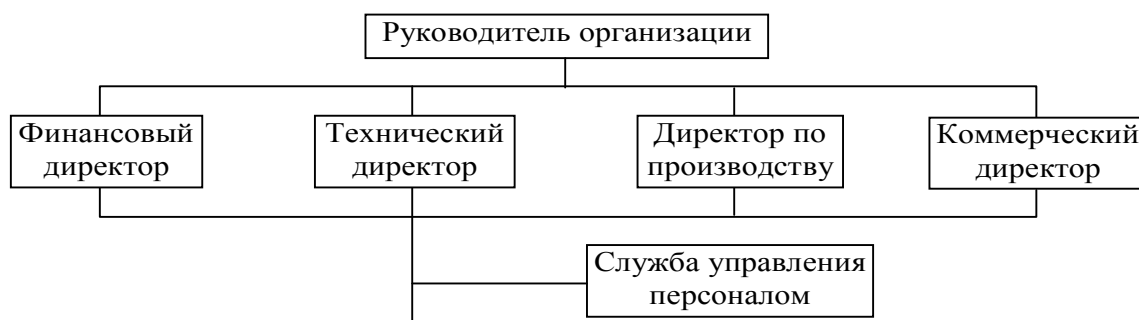 Руководитель организации
Финансовый
директор
Технический
директор
Директор по
производству
Коммерческий
директор
Служба управления
персоналом